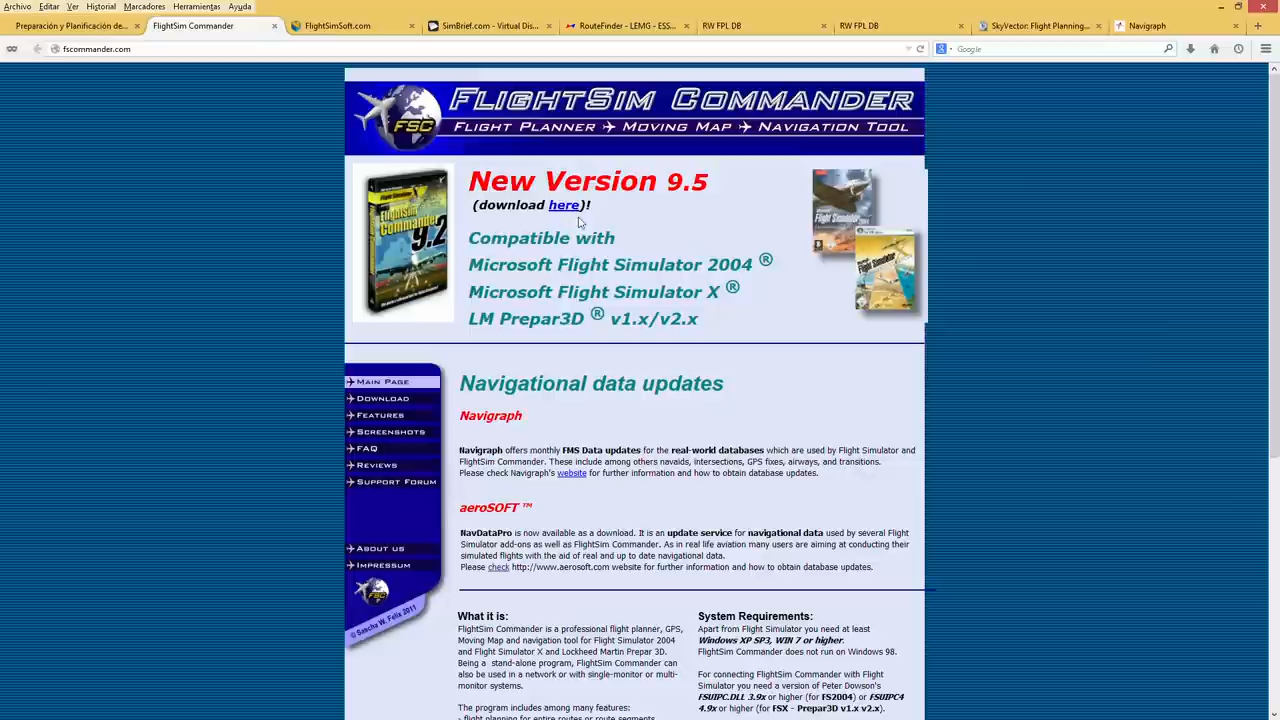 Archivo Editar Ver Historial Marcadores Herramientas Ayuda
Preparación y Planificación de... FlightSim Commander FlightSimSoft.com SimBrief.com - Virtual Dis... RouteFinder - LEMG - ESS... RW FPL DB RW FPL DB SkyVector: Flight Planning... Navigraph
fscommander.com Google
FlightSim Commander
FSC
Flight Planner Moving Map Navigation Tool
FlightSim Commander 9.2
New Version 9.5
(download here)!
Compatible with
Microsoft Flight Simulator 2004 ®
Microsoft Flight Simulator X ®
LM Prepar3D ® v1.x/v2.x
Main Page
Download
Features
Screenshots
FAQ
Reviews
Support Forum
About us
Impressum
© Sascha W. Felix 2011
Navigational data updates
Navigraph
Navigraph offers monthly FMS Data updates for the real-world databases which are used by Flight Simulator and
FlightSim Commander. These include among others navaids, intersections, GPS fixes, airways, and transitions.
Please check Navigraph's website for further information and how to obtain database updates.
aeroSOFT ™
NavDataPro is now available as a download. It is an update service for navigational data used by several Flight
Simulator add-ons as well as FlightSim Commander. As in real life aviation many users are aiming at conducting their
simulated flights with the aid of real and up to date navigational data.
Please check http://www.aerosoft.com website for further information and how to obtain database updates.
What it is:
FlightSim Commander is a professional flight planner, GPS,
Moving Map and navigation tool for Flight Simulator 2004
and Flight Simulator X and Lockheed Martin Prepar 3D.
Being a stand-alone program, FlightSim Commander can
also be used in a network or with single-monitor or multi-
monitor systems.
The program includes among many features:
- flight planning for entire routes or route segments
System Requirements:
Apart from Flight Simulator you need at least
Windows XP SP3, WIN 7 or higher.
FlightSim Commander does not run on Windows 98.
For connecting FlightSim Commander with Flight
Simulator you need a version of Peter Dowson's
FSUIPC.DLL 3.9x or higher (for FS2004) or FSUIPC4
4.9x or higher (for FSX - Prepar3D v1.x v2.x).